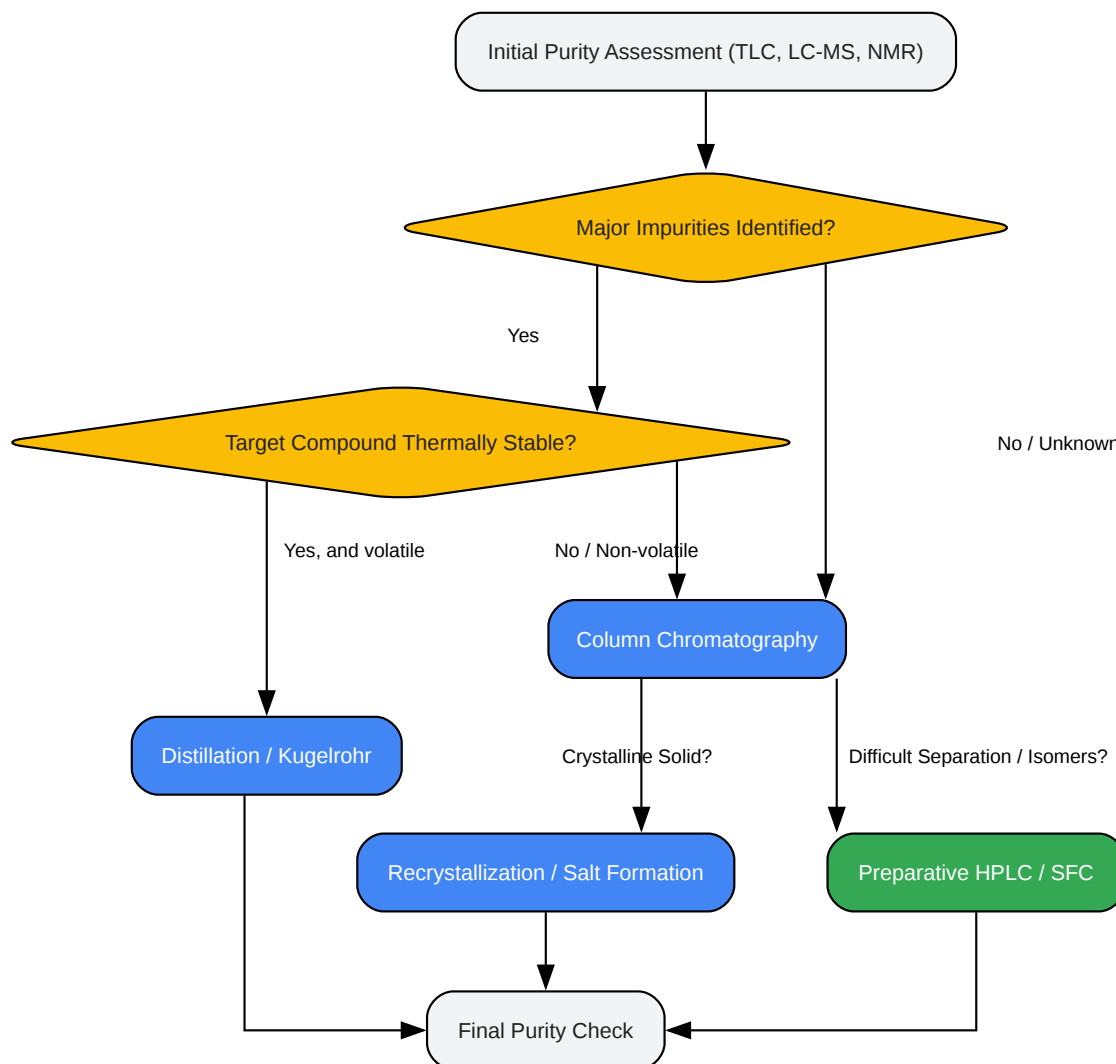 Initial Purity Assessment (TLC, LC-MS, NMR)
Major Impurities Identified?
Yes
Target Compound Thermally Stable?
No / Unknown
Yes, and volatile
No / Non-volatile
Column Chromatography
Distillation / Kugelrohr
Crystalline Solid?
Difficult Separation / Isomers?
Recrystallization / Salt Formation
Preparative HPLC / SFC
Final Purity Check